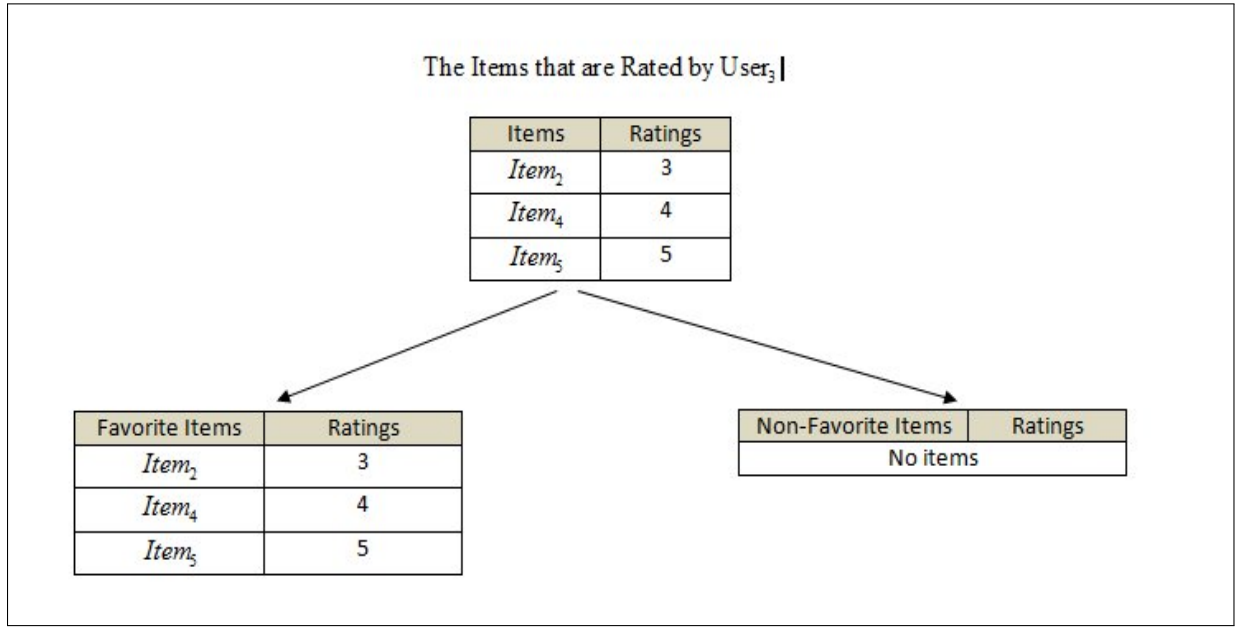 The Items that are Rated by User₃
Items Ratings
Item₂ 3
Item₄ 4
Item₅ 5
Favorite Items Ratings
Item₂ 3
Item₄ 4
Item₅ 5
Non-Favorite Items Ratings
No items